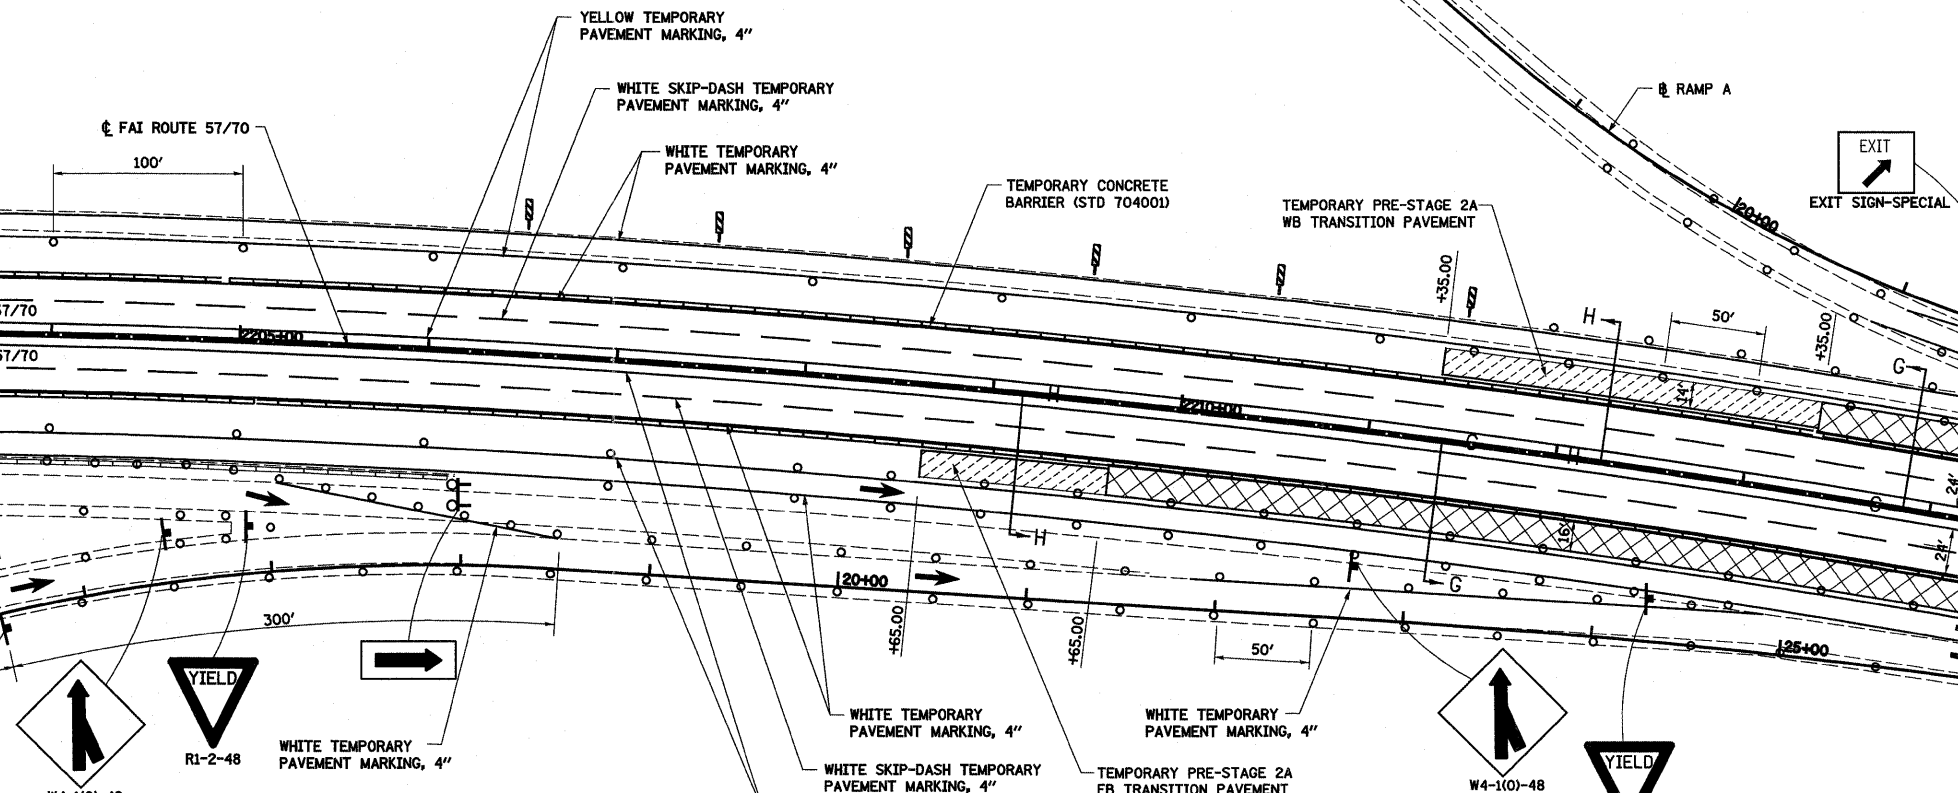 YELLOW TEMPORARY
PAVEMENT MARKING, 4"
WHITE SKIP-DASH TEMPORARY
PAVEMENT MARKING, 4"
℄ FAI ROUTE 57/70
100'
WHITE TEMPORARY
PAVEMENT MARKING, 4"
TEMPORARY CONCRETE
BARRIER (STD 704001)
TEMPORARY PRE-STAGE 2A
WB TRANSITION PAVEMENT
RAMP A
EXIT
EXIT SIGN-SPECIAL
20+00
+35.00
H
50'
+35.00
G
57/70
2205+00
57/70
14'
2210+00
G
24'
G
H
16'
24'
G
20+00
300'
+65.00
+65.00
50'
25+00
YIELD
R1-2-48
WHITE TEMPORARY
PAVEMENT MARKING, 4"
WHITE TEMPORARY
PAVEMENT MARKING, 4"
WHITE SKIP-DASH TEMPORARY
PAVEMENT MARKING, 4"
WHITE TEMPORARY
PAVEMENT MARKING, 4"
TEMPORARY PRE-STAGE 2A
EB TRANSITION PAVEMENT
W4-1(O)-48
YIELD